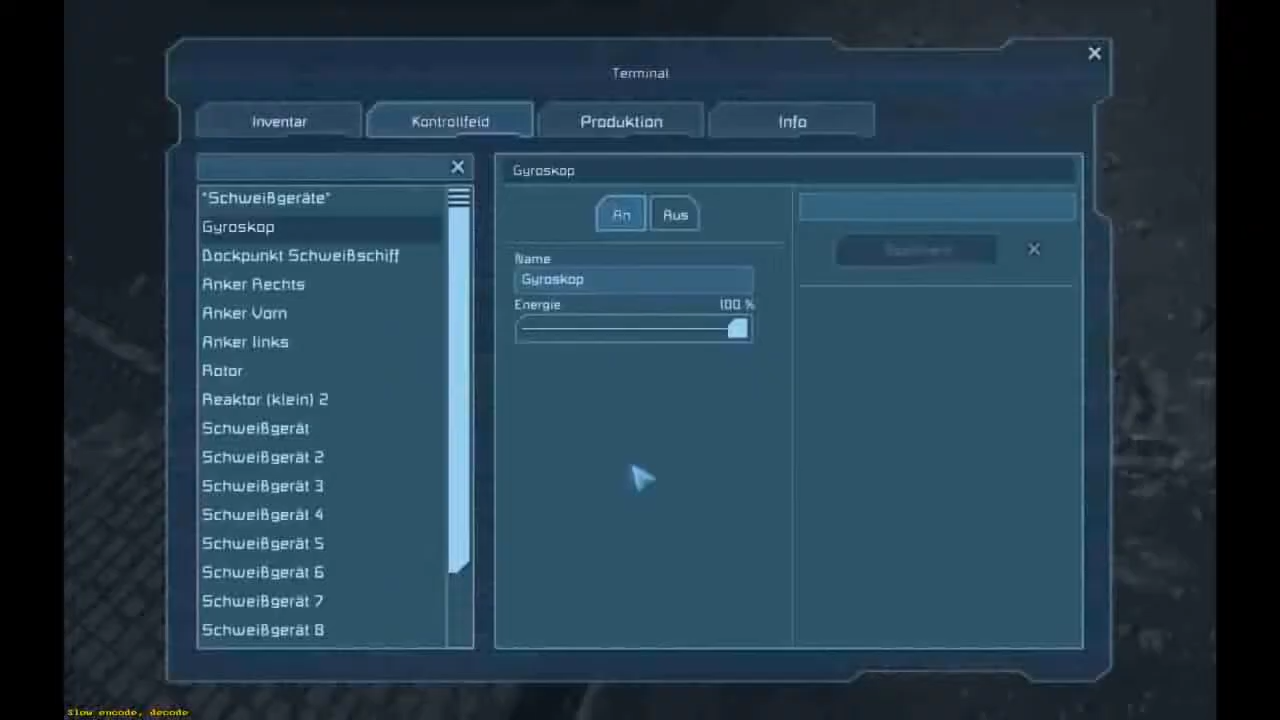 Terminal
Inventar
Kontrollfeld
Produktion
Info
"Schweißgeräte"
Gyroskop
Dockpunkt Schweißschiff
Anker Rechts
Anker Vorn
Anker links
Rotor
Reaktor (klein) 2
Schweißgerät
Schweißgerät 2
Schweißgerät 3
Schweißgerät 4
Schweißgerät 5
Schweißgerät 6
Schweißgerät 7
Schweißgerät 8
Gyroskop
An
Aus
Name
Gyroskop
Energie
100 %
Slow encode, decode